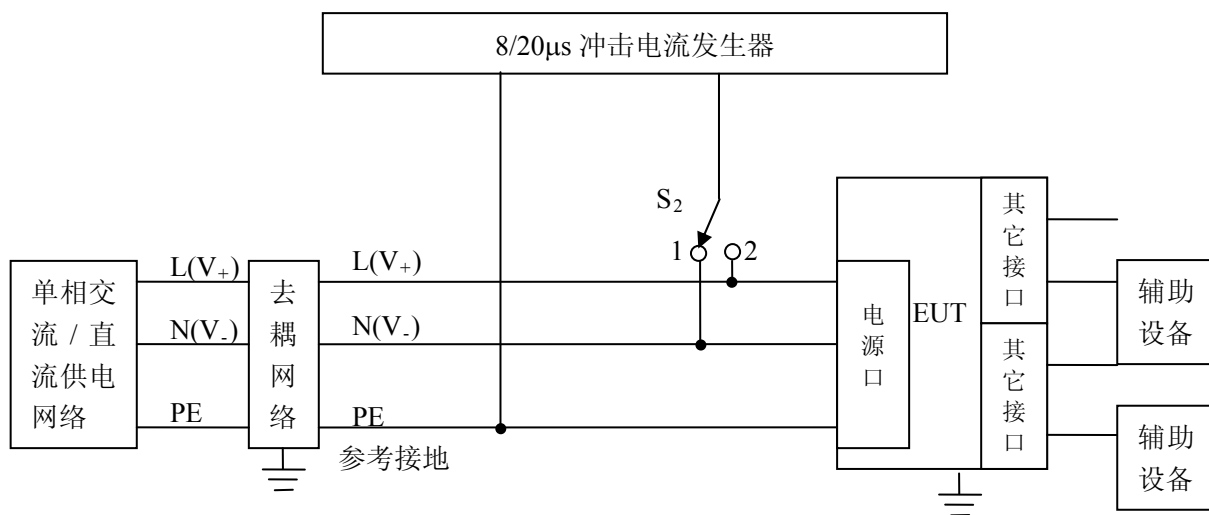 8/20μs 冲击电流发生器
S₂
1
2
L(V₊)
L(V₊)
N(V₋)
N(V₋)
PE
PE
参考接地
单相交
流 / 直
流供电
网络
去
耦
网
络
电
源
口
EUT
其
它
接
口
其
它
接
口
辅助
设备
辅助
设备